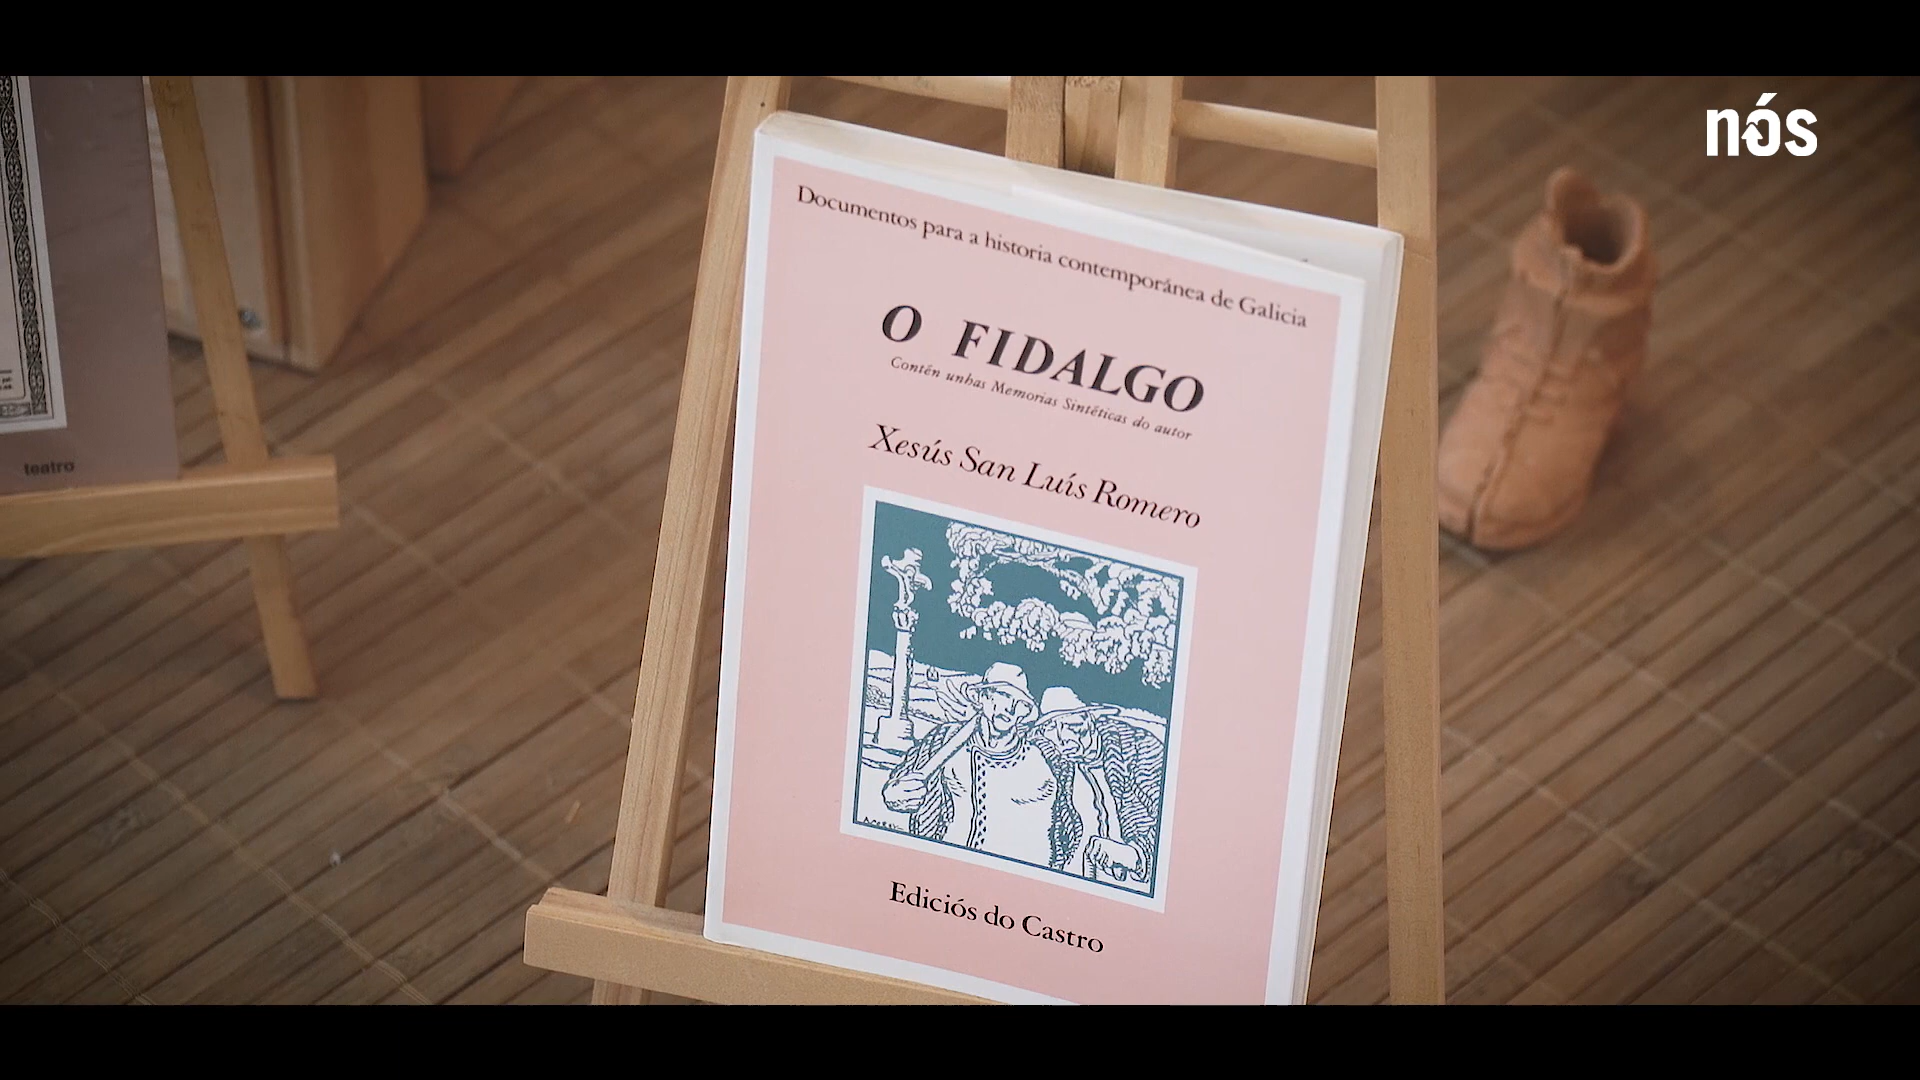 nós
Documentos para a historia contemporánea de Galicia
O FIDALGO
Contén unhas Memorias Sintéticas do autor
Xesús San Luís Romero
Ediciós do Castro
teatro